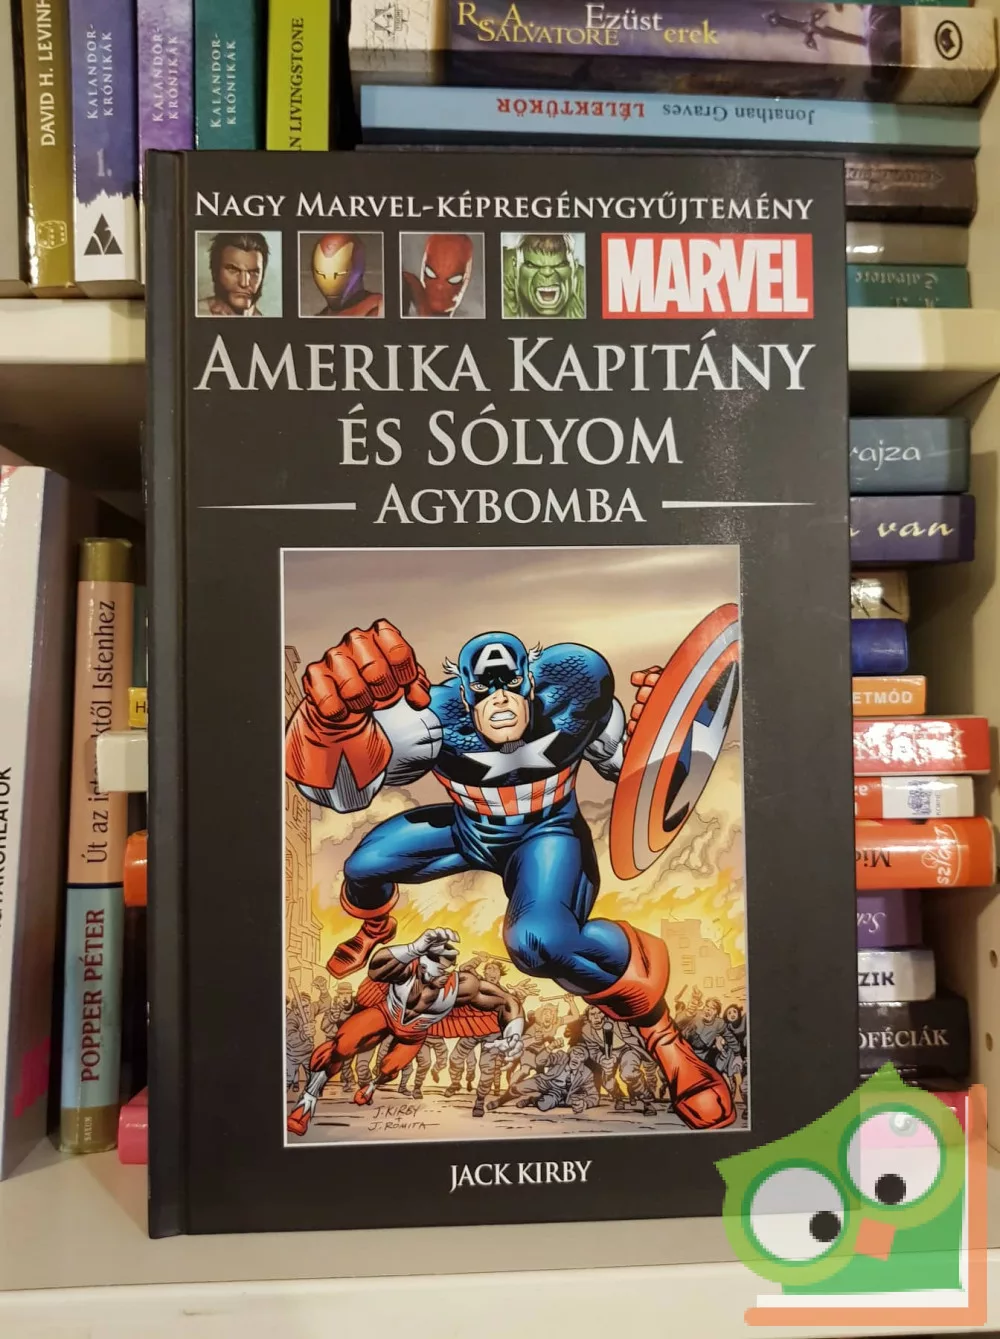 DAVID H. LEVINH
KALANDOR-
KRÓNIKÁK
1.
KALANDOR-
KRÓNIKÁK
KALANDOR-
KRÓNIKÁK
N LIVINGSTONE
R. A.
SALVATORE
Ezüst
erek
Jonathan Graves LÉLEKTÜKÖR
NAGY MARVEL-KÉPREGÉNYGYŰJTEMÉNY
MARVEL
AMERIKA KAPITÁNY
ÉS SÓLYOM
AGYBOMBA
A
J. KIRBY
+
J. ROMITA
JACK KIRBY
POPPER PÉTER
Út az istenektől Istenhez
rajza
van
ETMÓD
ZIK
ÓFÉCIÁK